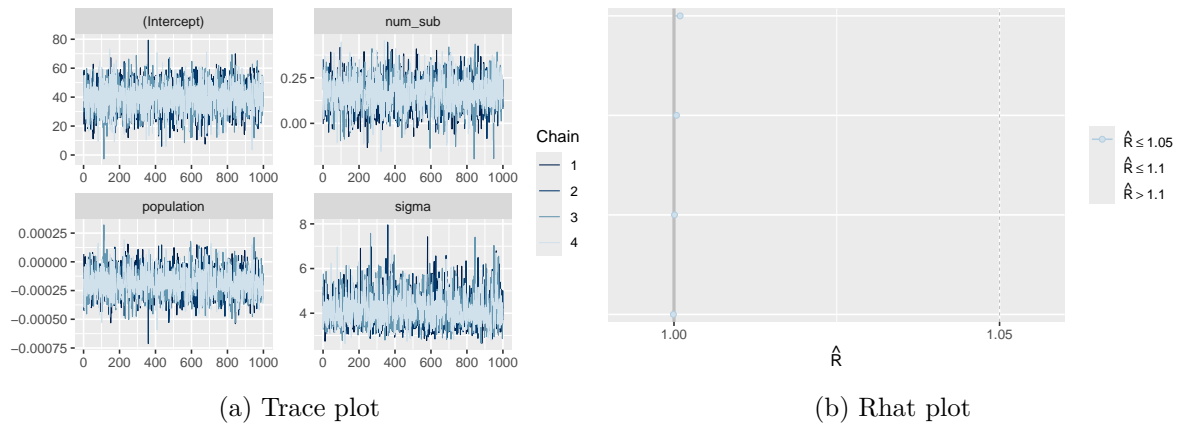 (Intercept)
num_sub
80
60
40
20
0
0.25
0.00
0 200 400 600 800 1000
0 200 400 600 800 1000
population
sigma
0.00025
0.00000
−0.00025
−0.00050
−0.00075
8
6
4
0 200 400 600 800 1000
0 200 400 600 800 1000
Chain
1
2
3
4
(a) Trace plot
1.00
1.05
R̂
R̂ ≤ 1.05
R̂ ≤ 1.1
R̂ > 1.1
(b) Rhat plot